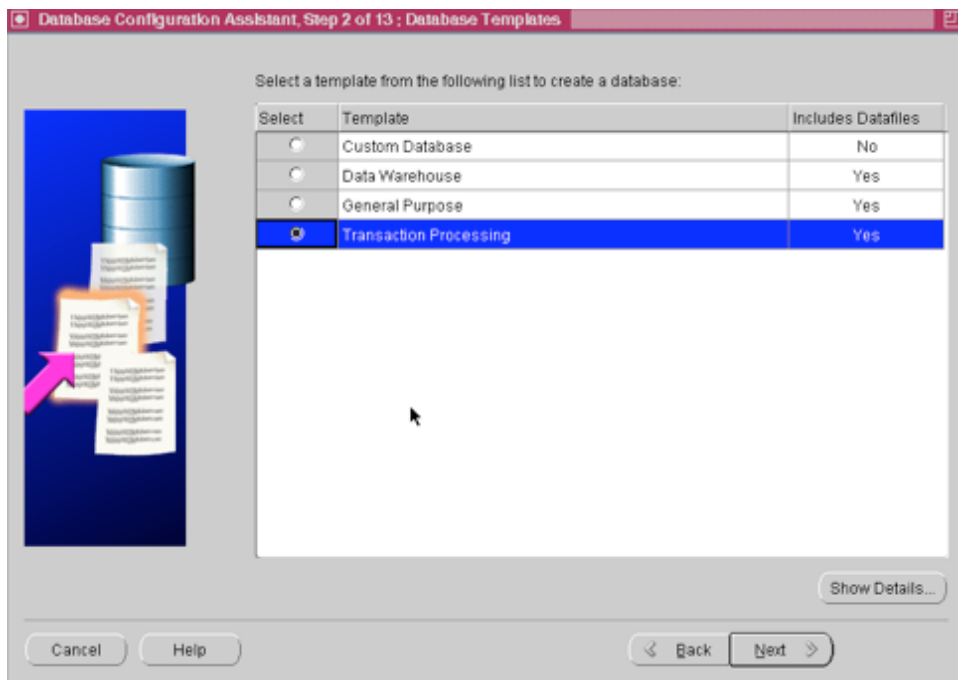 Database Configuration Assistant, Step 2 of 13 ; Database Templates
Select a template from the following list to create a database:
Select Template Includes Datafiles
Custom Database No
Data Warehouse Yes
General Purpose Yes
Transaction Processing Yes
Show Details...
Cancel Help Back Next